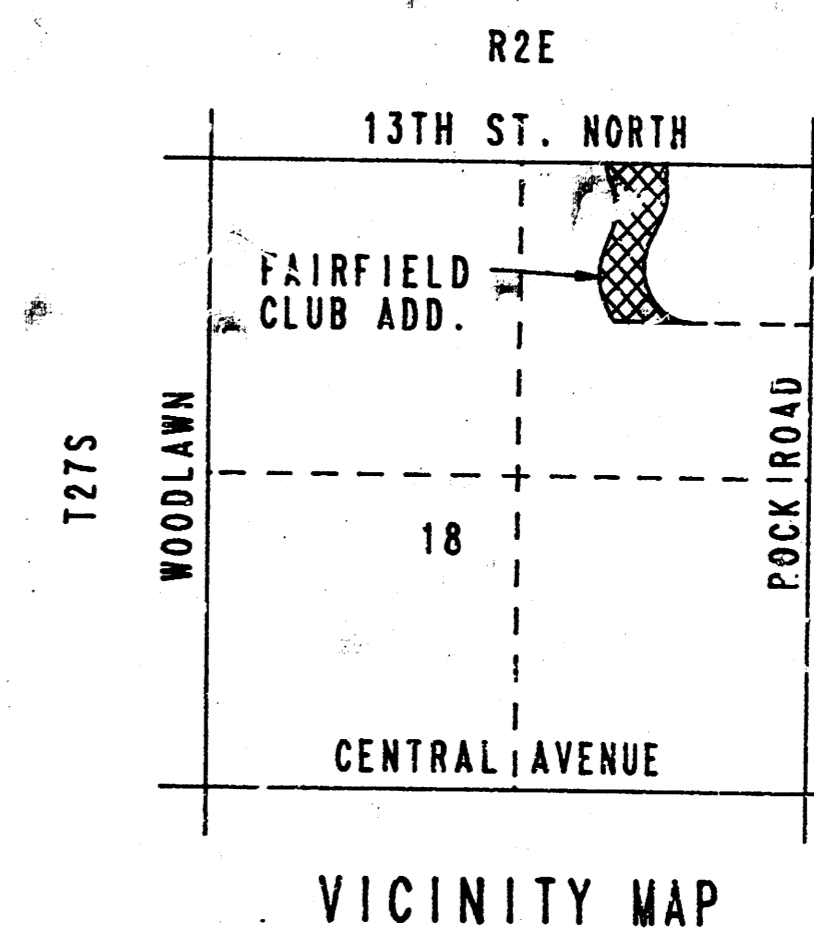 R2E
13TH ST. NORTH
FAIRFIELD
CLUB ADD.
T27S
WOODLAWN
ROCK ROAD
18
CENTRAL AVENUE
VICINITY MAP